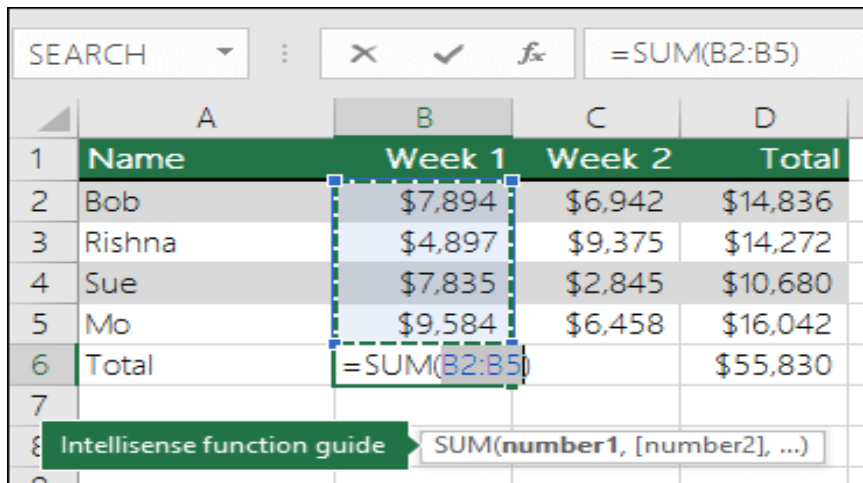 SEARCH fx =SUM(B2:B5)
A B C D
1 Name Week 1 Week 2 Total
2 Bob $7,894 $6,942 $14,836
3 Rishna $4,897 $9,375 $14,272
4 Sue $7,835 $2,845 $10,680
5 Mo $9,584 $6,458 $16,042
6 Total =SUM(B2:B5) $55,830
7
8 Intellisense function guide SUM(number1, [number2], ...)